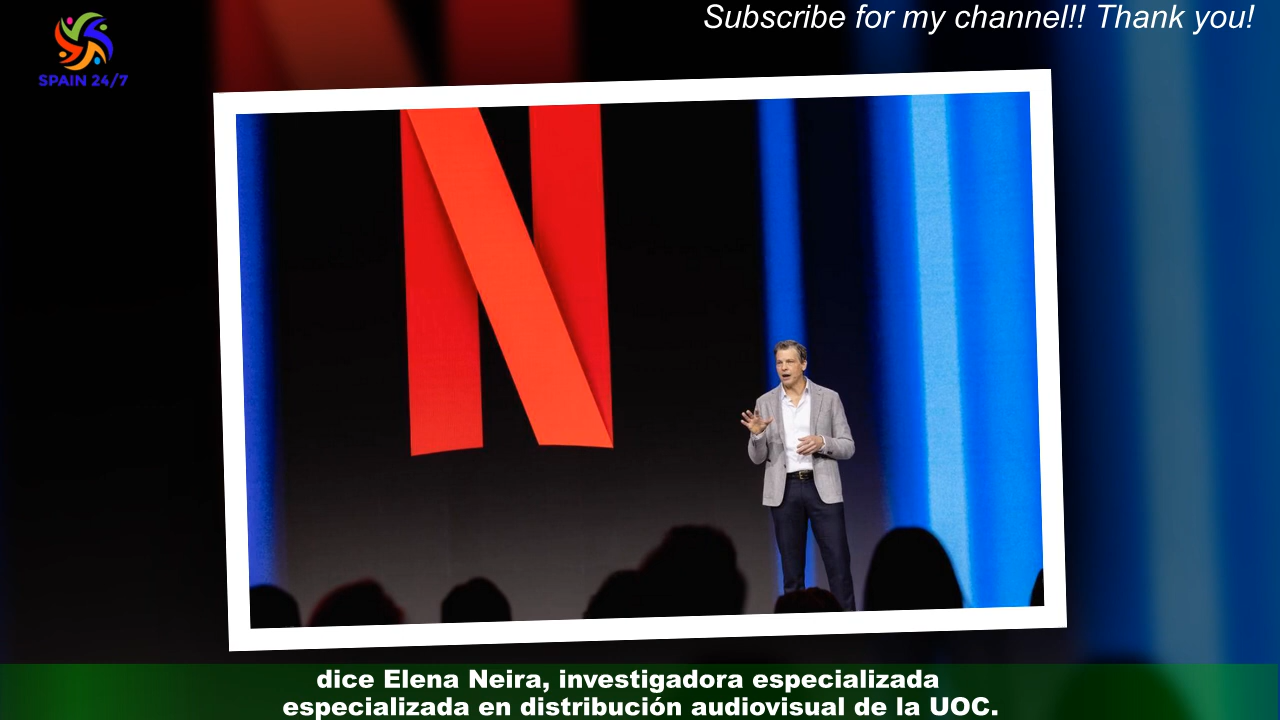 Subscribe for my channel!! Thank you!
SPAIN 24/7
N
dice Elena Neira, investigadora especializada
especializada en distribución audiovisual de la UOC.